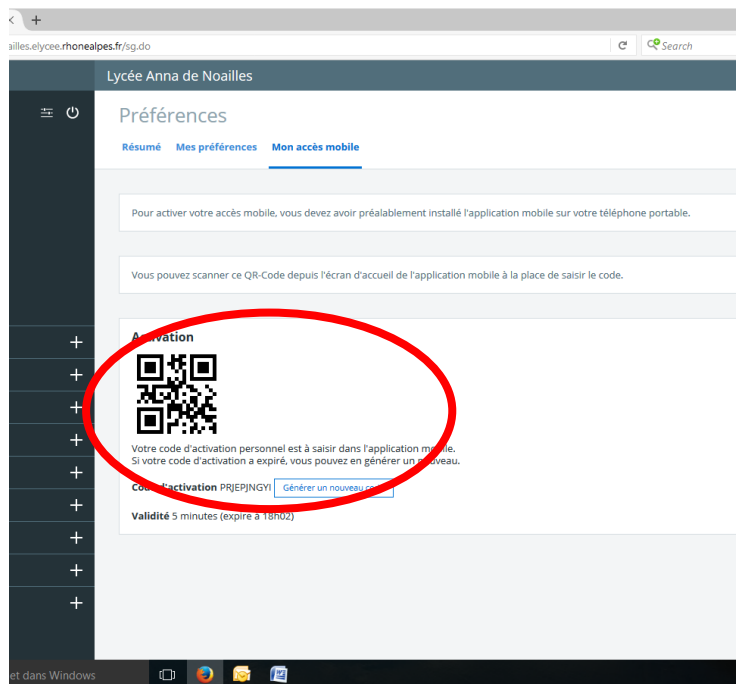 ailles.elycee.rhonealpes.fr/sg.do
Search
Lycée Anna de Noailles
Préférences
Résumé Mes préférences Mon accès mobile
Pour activer votre accès mobile, vous devez avoir préalablement installé l'application mobile sur votre téléphone portable.
Vous pouvez scanner ce QR-Code depuis l'écran d'accueil de l'application mobile à la place de saisir le code.
Activation
Votre code d'activation personnel est à saisir dans l'application mobile.
Si votre code d'activation a expiré, vous pouvez en générer un nouveau.
Code d'activation PRJEPJNGYI Générer un nouveau code
Validité 5 minutes (expire à 18h02)
et dans Windows